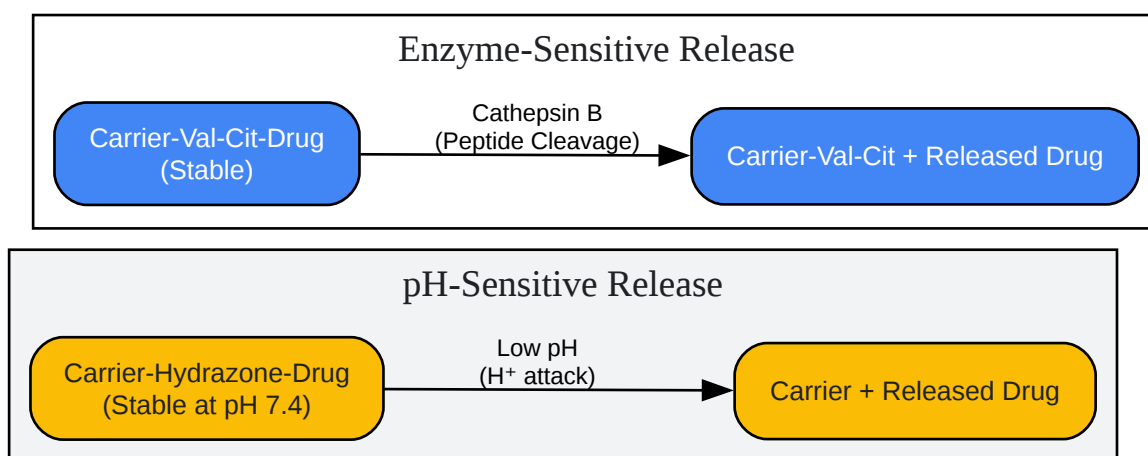 Enzyme-Sensitive Release
Carrier-Val-Cit-Drug
(Stable)
Cathepsin B
(Peptide Cleavage)
Carrier-Val-Cit + Released Drug
pH-Sensitive Release
Carrier-Hydrazone-Drug
(Stable at pH 7.4)
Low pH
(H⁺ attack)
Carrier + Released Drug